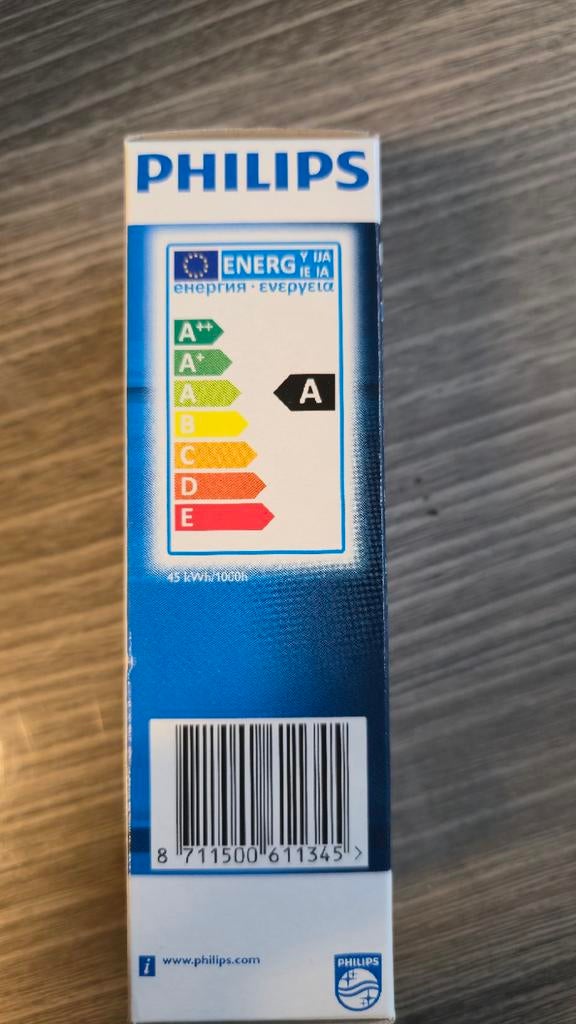 PHILIPS
ENERG Y IJA
IE IA
енергия · ενεργεια
A++
A+
A
A
B
C
D
E
45 kWh/1000h
8 711500 611345 >
i www.philips.com
PHILIPS